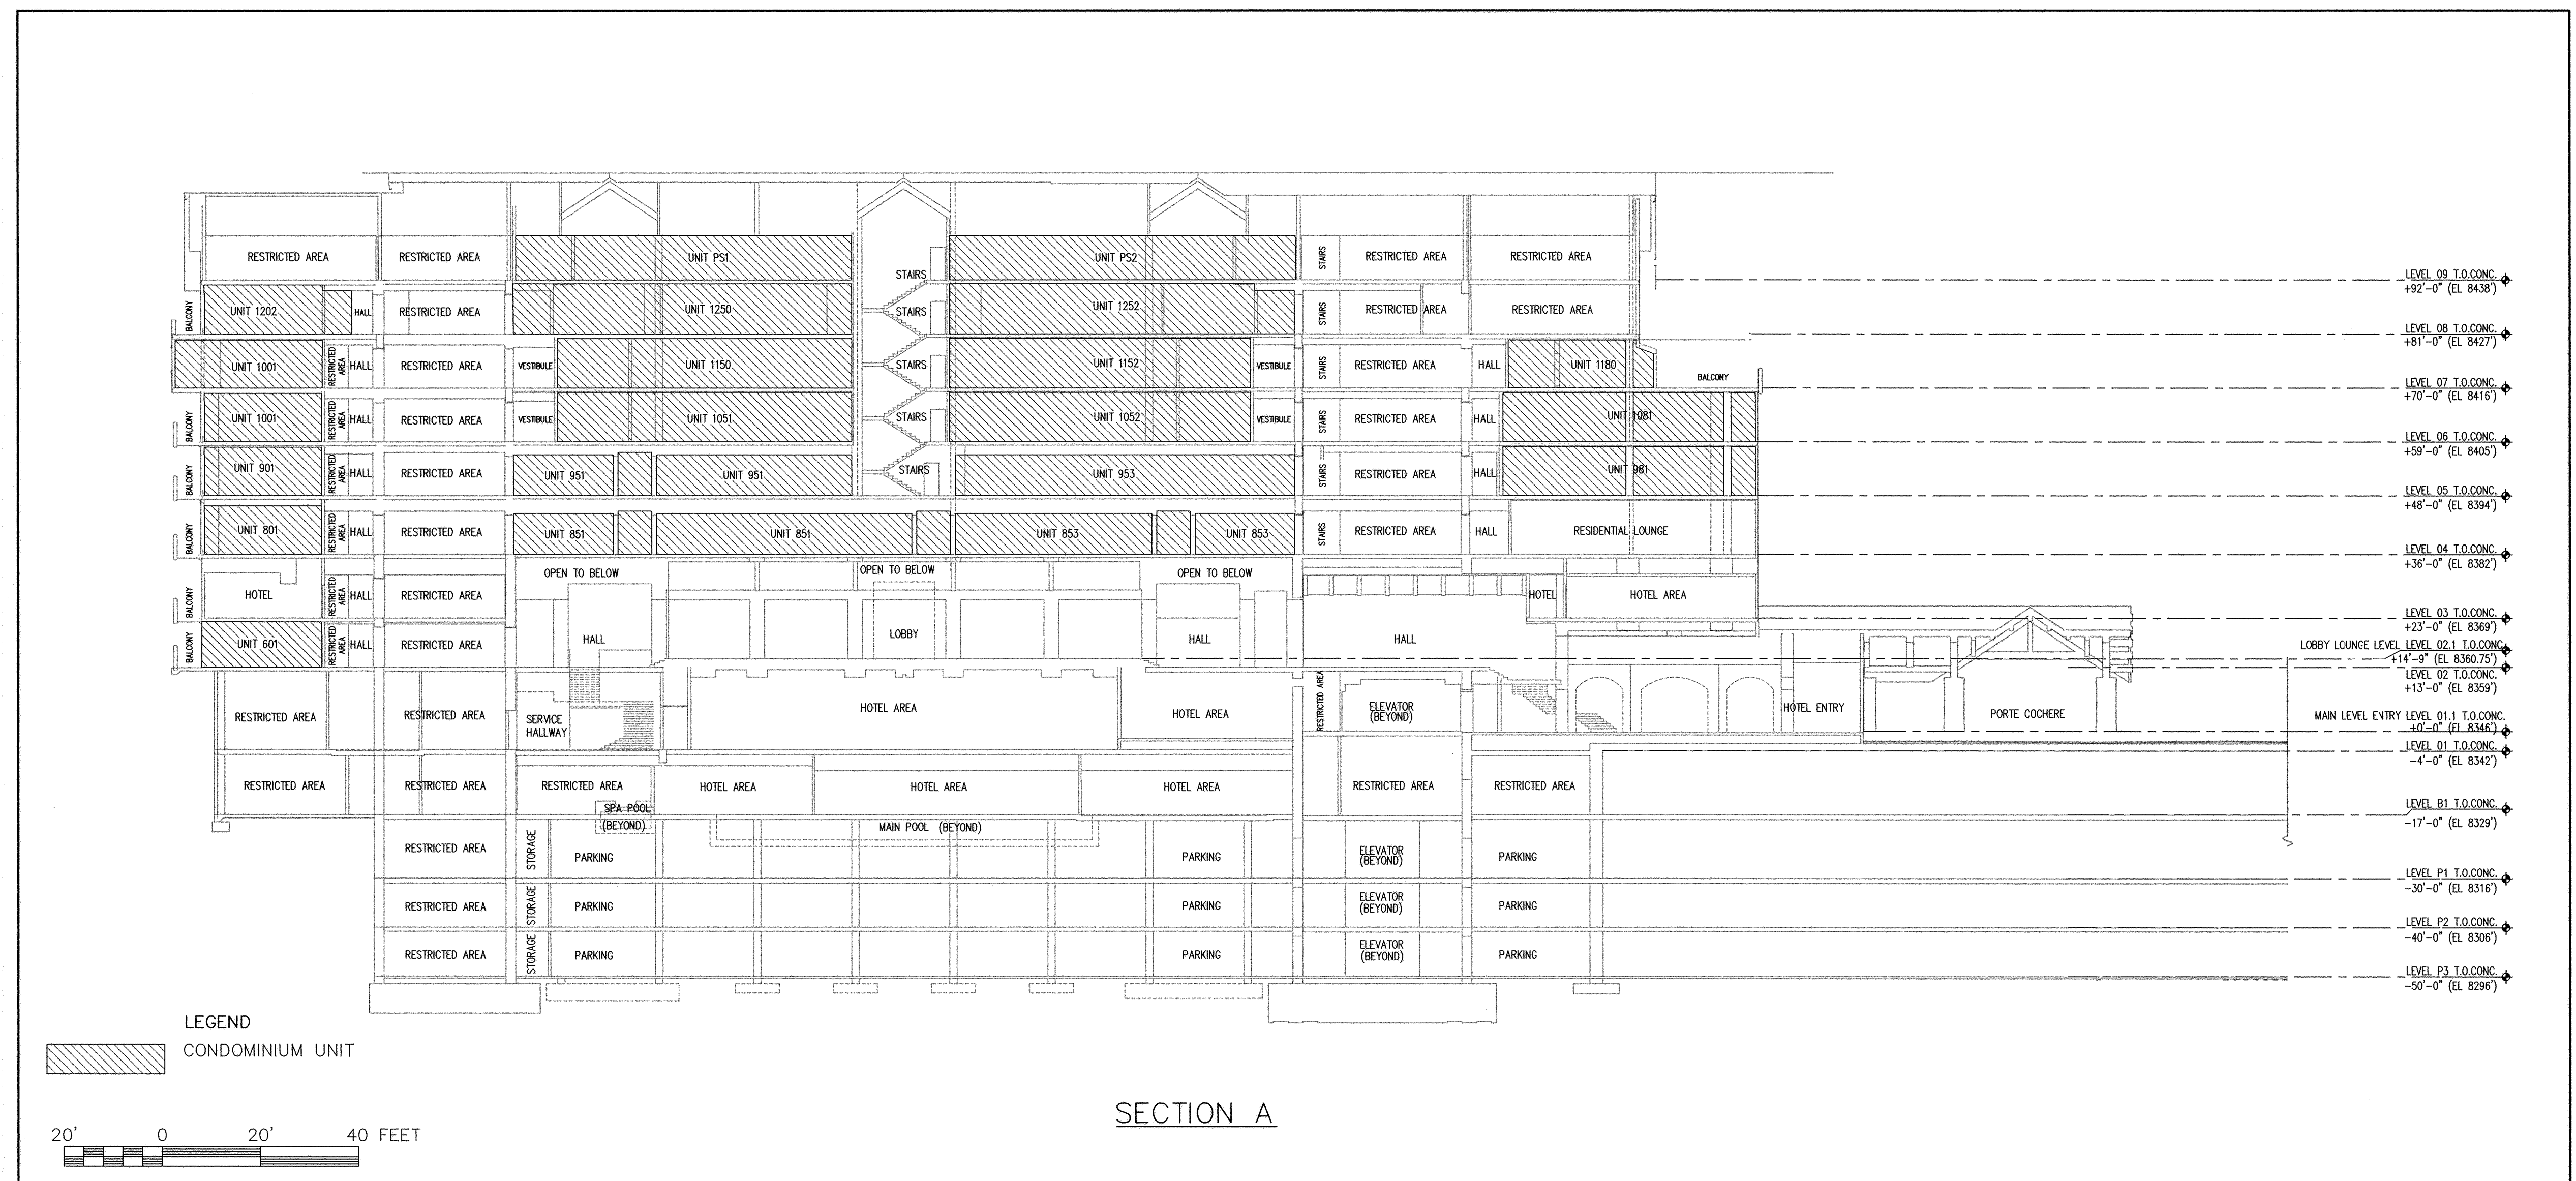 RESTRICTED AREA
RESTRICTED AREA
UNIT PS1
STAIRS
UNIT PS2
STAIRS
RESTRICTED AREA
RESTRICTED AREA
LEVEL 09 T.O.CONC.
+92'-0" (EL 8438')
BALCONY
UNIT 1202
HALL
RESTRICTED AREA
UNIT 1250
STAIRS
UNIT 1252
STAIRS
RESTRICTED AREA
RESTRICTED AREA
LEVEL 08 T.O.CONC.
+81'-0" (EL 8427')
UNIT 1001
RESTRICTED
AREA
HALL
RESTRICTED AREA
VESTIBULE
UNIT 1150
STAIRS
UNIT 1152
VESTIBULE
STAIRS
RESTRICTED AREA
HALL
UNIT 1180
BALCONY
LEVEL 07 T.O.CONC.
+70'-0" (EL 8416')
BALCONY
UNIT 1001
RESTRICTED
AREA
HALL
RESTRICTED AREA
VESTIBULE
UNIT 1051
STAIRS
UNIT 1052
VESTIBULE
STAIRS
RESTRICTED AREA
HALL
UNIT 1081
LEVEL 06 T.O.CONC.
+59'-0" (EL 8405')
BALCONY
UNIT 901
RESTRICTED
AREA
HALL
RESTRICTED AREA
UNIT 951
UNIT 951
STAIRS
UNIT 953
STAIRS
RESTRICTED AREA
HALL
UNIT 981
LEVEL 05 T.O.CONC.
+48'-0" (EL 8394')
BALCONY
UNIT 801
RESTRICTED
AREA
HALL
RESTRICTED AREA
UNIT 851
UNIT 851
UNIT 853
UNIT 853
STAIRS
RESTRICTED AREA
HALL
RESIDENTIAL LOUNGE
LEVEL 04 T.O.CONC.
+36'-0" (EL 8382')
BALCONY
HOTEL
RESTRICTED
AREA
HALL
RESTRICTED AREA
OPEN TO BELOW
OPEN TO BELOW
OPEN TO BELOW
HOTEL
HOTEL AREA
LEVEL 03 T.O.CONC.
+23'-0" (EL 8369')
BALCONY
UNIT 601
RESTRICTED
AREA
HALL
RESTRICTED AREA
HALL
LOBBY
HALL
HALL
LOBBY LOUNGE LEVEL LEVEL 02.1 T.O.CONC.
+14'-9" (EL 8360.75')
LEVEL 02 T.O.CONC.
+13'-0" (EL 8359')
RESTRICTED AREA
RESTRICTED AREA
SERVICE
HALLWAY
HOTEL AREA
HOTEL AREA
RESTRICTED AREA
ELEVATOR
(BEYOND)
HOTEL ENTRY
PORTE COCHERE
MAIN LEVEL ENTRY LEVEL 01.1 T.O.CONC.
+0'-0" (EL 8346')
LEVEL 01 T.O.CONC.
-4'-0" (EL 8342')
RESTRICTED AREA
RESTRICTED AREA
RESTRICTED AREA
HOTEL AREA
HOTEL AREA
HOTEL AREA
RESTRICTED AREA
RESTRICTED AREA
SPA POOL
(BEYOND)
MAIN POOL (BEYOND)
LEVEL B1 T.O.CONC.
-17'-0" (EL 8329')
RESTRICTED AREA
STORAGE
PARKING
PARKING
ELEVATOR
(BEYOND)
PARKING
LEVEL P1 T.O.CONC.
-30'-0" (EL 8316')
RESTRICTED AREA
STORAGE
PARKING
PARKING
ELEVATOR
(BEYOND)
PARKING
LEVEL P2 T.O.CONC.
-40'-0" (EL 8306')
RESTRICTED AREA
STORAGE
PARKING
PARKING
ELEVATOR
(BEYOND)
PARKING
LEVEL P3 T.O.CONC.
-50'-0" (EL 8296')
LEGEND
CONDOMINIUM UNIT
SECTION A
20' 0 20' 40 FEET